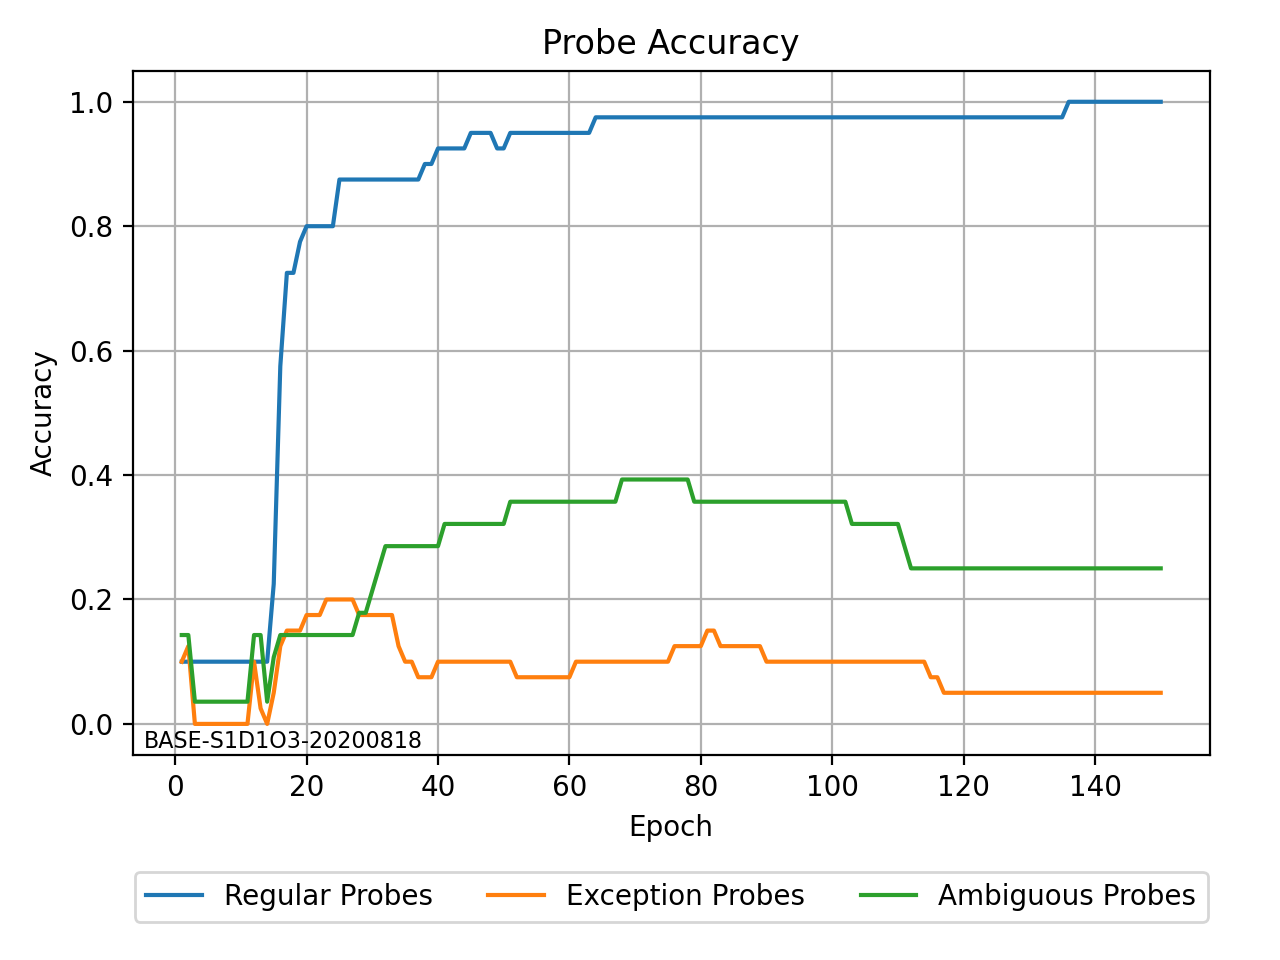 Probe Accuracy
Accuracy
1.0
0.8
0.6
0.4
0.2
0.0
BASE-S1D1O3-20200818
0 20 40 60 80 100 120 140
Epoch
Regular Probes Exception Probes Ambiguous Probes